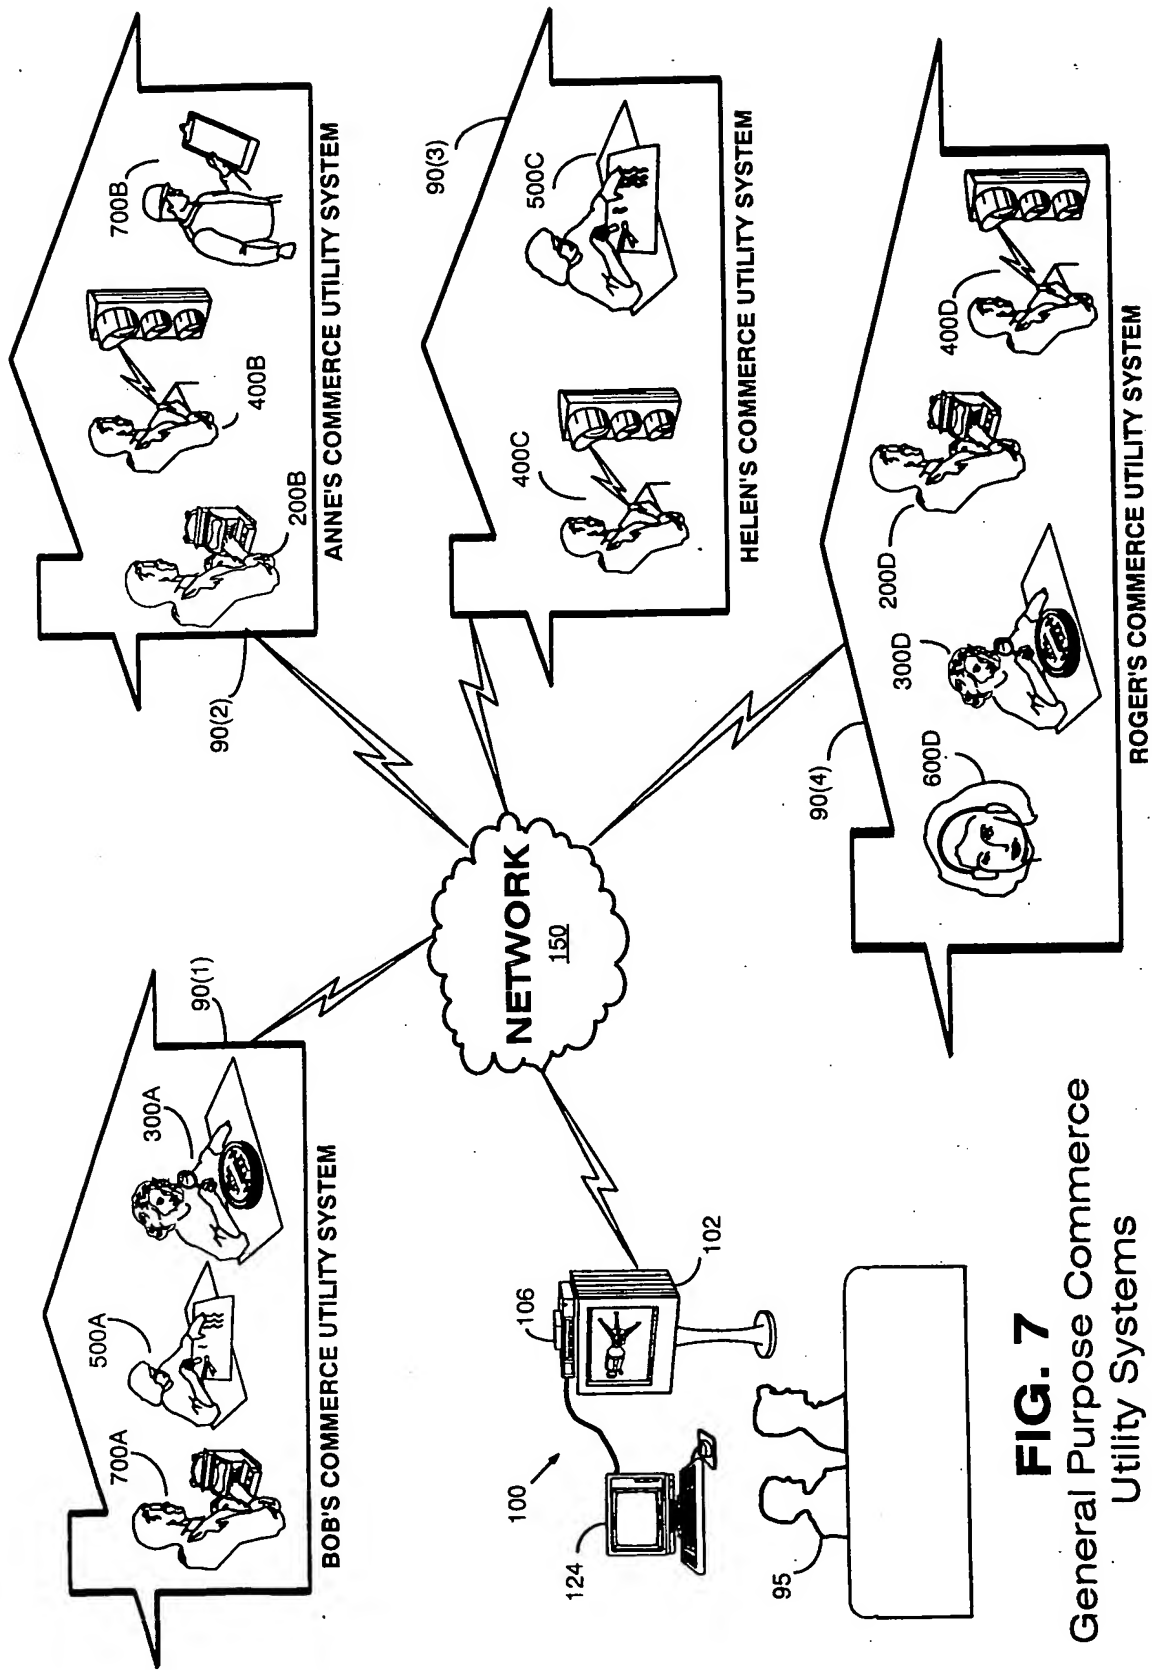 700A
500A
300A
90(1)
BOB'S COMMERCE UTILITY SYSTEM
90(2)
200B
400B
700B
ANNE'S COMMERCE UTILITY SYSTEM
NETWORK
150
400C
500C
90(3)
HELEN'S COMMERCE UTILITY SYSTEM
100
124
106
102
95
90(4)
600D
300D
200D
400D
ROGER'S COMMERCE UTILITY SYSTEM
FIG. 7
General Purpose Commerce
Utility Systems